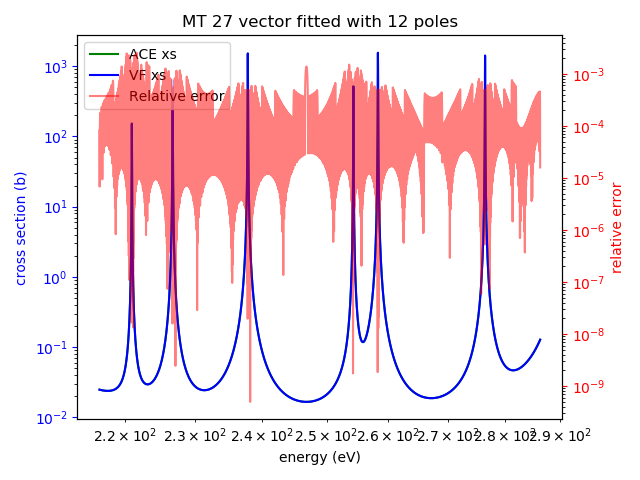 MT 27 vector fitted with 12 poles
ACE xs
VF xs
Relative error
cross section (b)
10³
10²
10¹
10⁰
10⁻¹
10⁻²
relative error
10⁻³
10⁻⁴
10⁻⁵
10⁻⁶
10⁻⁷
10⁻⁸
10⁻⁹
2.2 × 10² 2.3 × 10² 2.4 × 10² 2.5 × 10² 2.6 × 10² 2.7 × 10² 2.8 × 10² 2.9 × 10²
energy (eV)